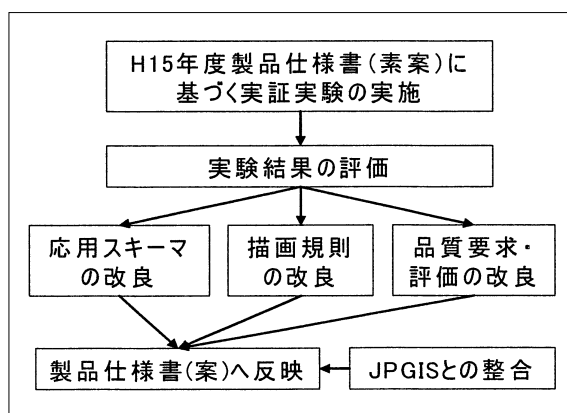 H15年度製品仕様書(素案)に
基づく実証実験の実施
実験結果の評価
応用スキーマ
の改良
描画規則
の改良
品質要求・
評価の改良
製品仕様書(案)へ反映
JPGISとの整合